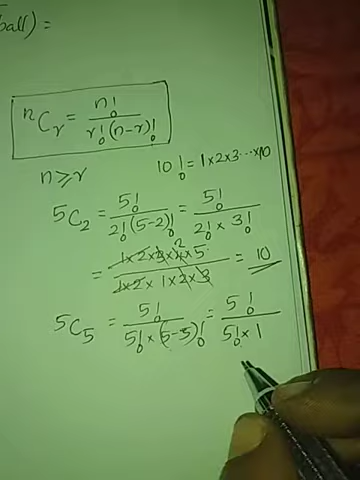 ball) =
ⁿCᵣ = n! / r!(n-r)!
10! = 1×2×3···×10
n ≥ r
5C₂ = 5! / 2!(5-2)! = 5! / 2! × 3!
= 1×2×3×4×5 / 1×2×1×2×3 = 10
⁵C₅ = 5! / 5!×(5-5)! = 5! / 5!×1